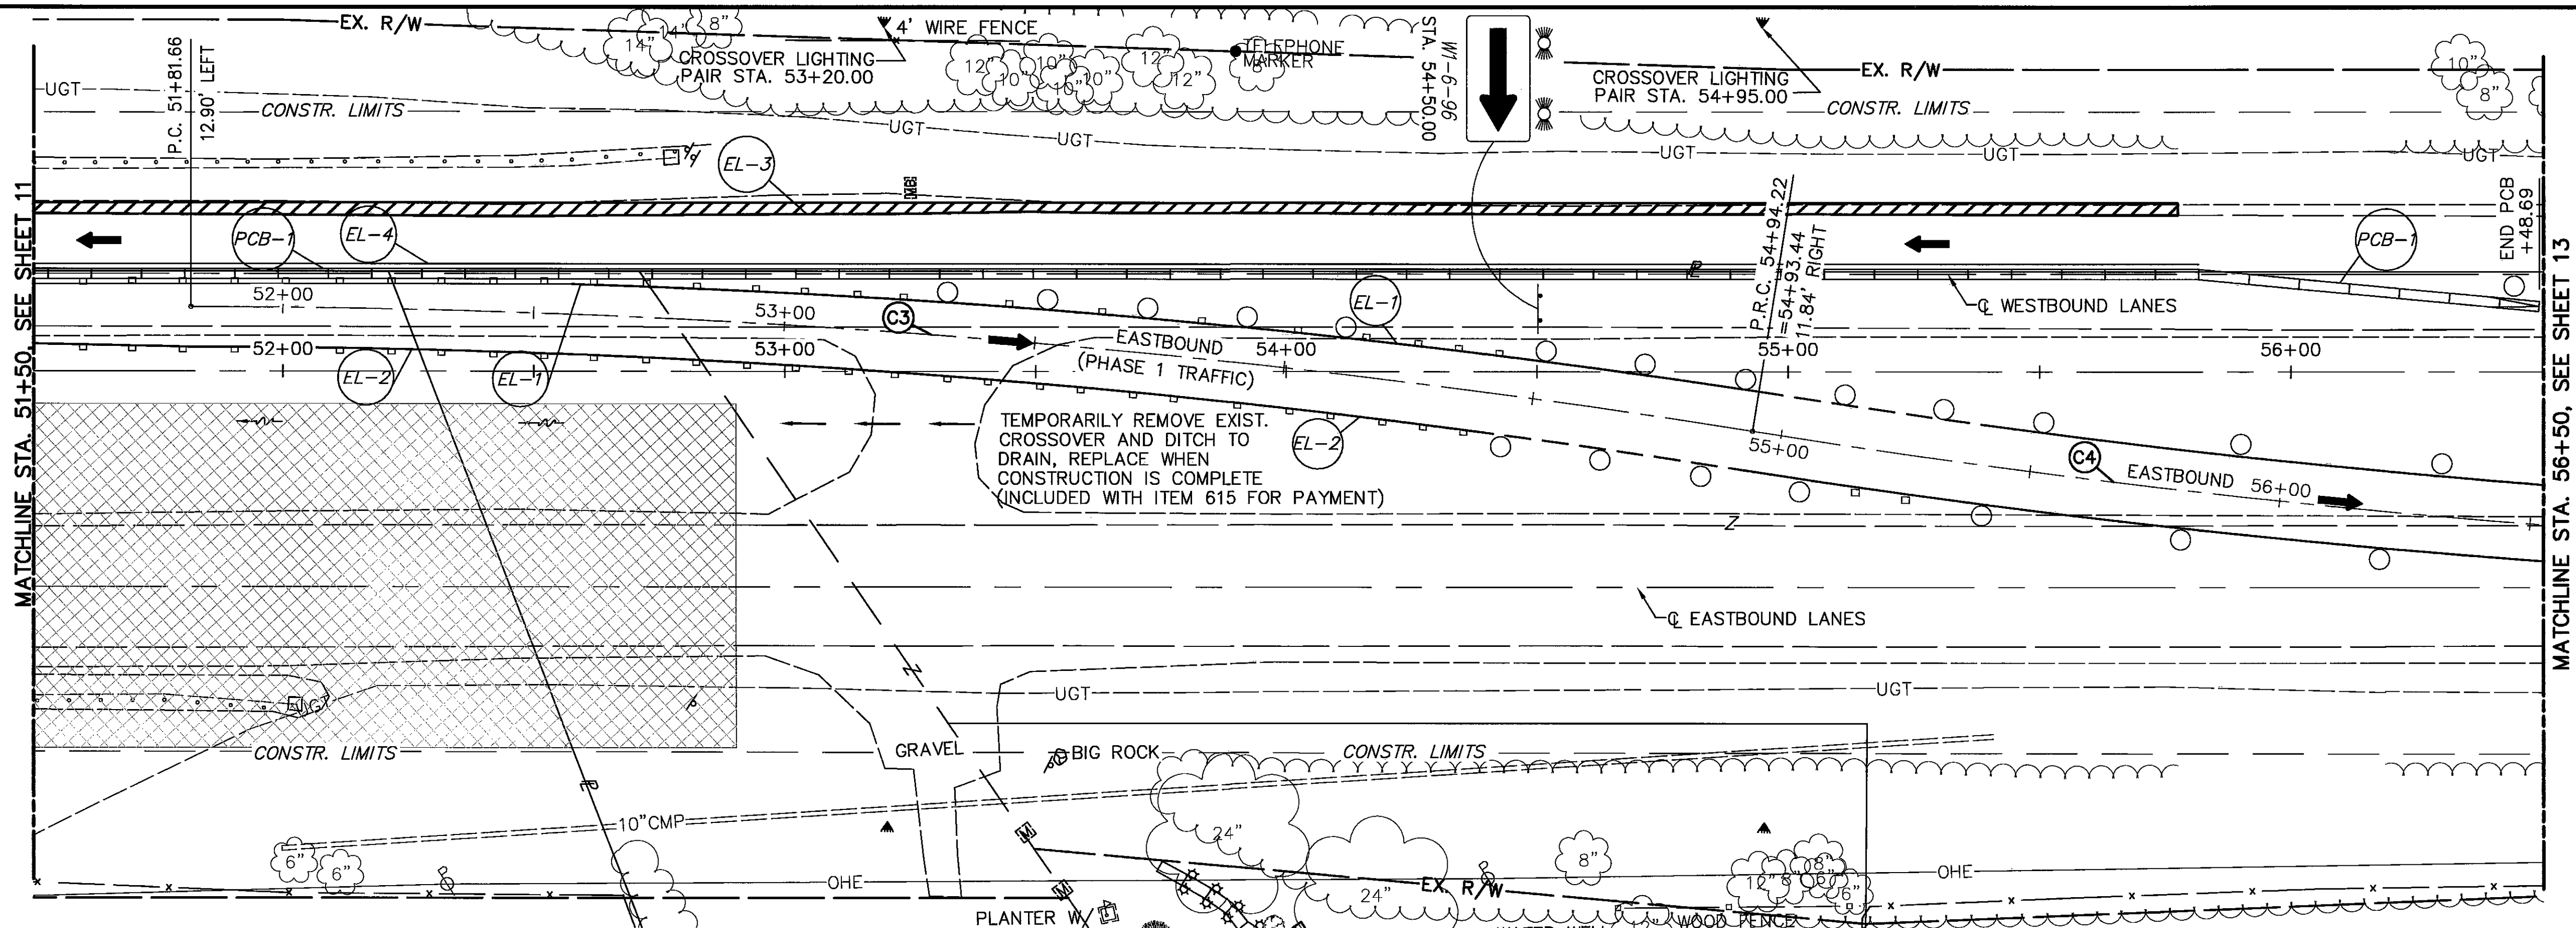 EX. R/W
14"
14"
8"
4' WIRE FENCE
CROSSOVER LIGHTING
PAIR STA. 53+20.00
12"
10"
10"
10"
12"
12"
TELEPHONE
MARKER
8"
STA. 54+50.00
W1-6-96
CROSSOVER LIGHTING
PAIR STA. 54+95.00
EX. R/W
10"
8"
UGT
P.C. 51+81.66
12.90' LEFT
CONSTR. LIMITS
UGT
UGT
CONSTR. LIMITS
UGT
UGT
UGT
MATCHLINE STA. 51+50, SEE SHEET 11
EL-3
MB
PCB-1
EL-4
P.R.C. 54+94.22
=54+93.44
11.84' RIGHT
PCB-1
END PCB
+48.69
MATCHLINE STA. 56+50, SEE SHEET 13
52+00
53+00
C3
EL-1
℄ WESTBOUND LANES
52+00
53+00
EASTBOUND
(PHASE 1 TRAFFIC)
54+00
55+00
56+00
EL-2
EL-1
TEMPORARILY REMOVE EXIST.
CROSSOVER AND DITCH TO
DRAIN, REPLACE WHEN
CONSTRUCTION IS COMPLETE
(INCLUDED WITH ITEM 615 FOR PAYMENT)
EL-2
55+00
C4
EASTBOUND
56+00
℄ EASTBOUND LANES
UGT
UGT
UGT
CONSTR. LIMITS
GRAVEL
BIG ROCK
CONSTR. LIMITS
10"CMP
M
24"
6"
6"
8"
OHE
M
24"
EX. R/W
12"
8"
8"
6"
6"
OHE
PLANTER W/
WOOD FENCE